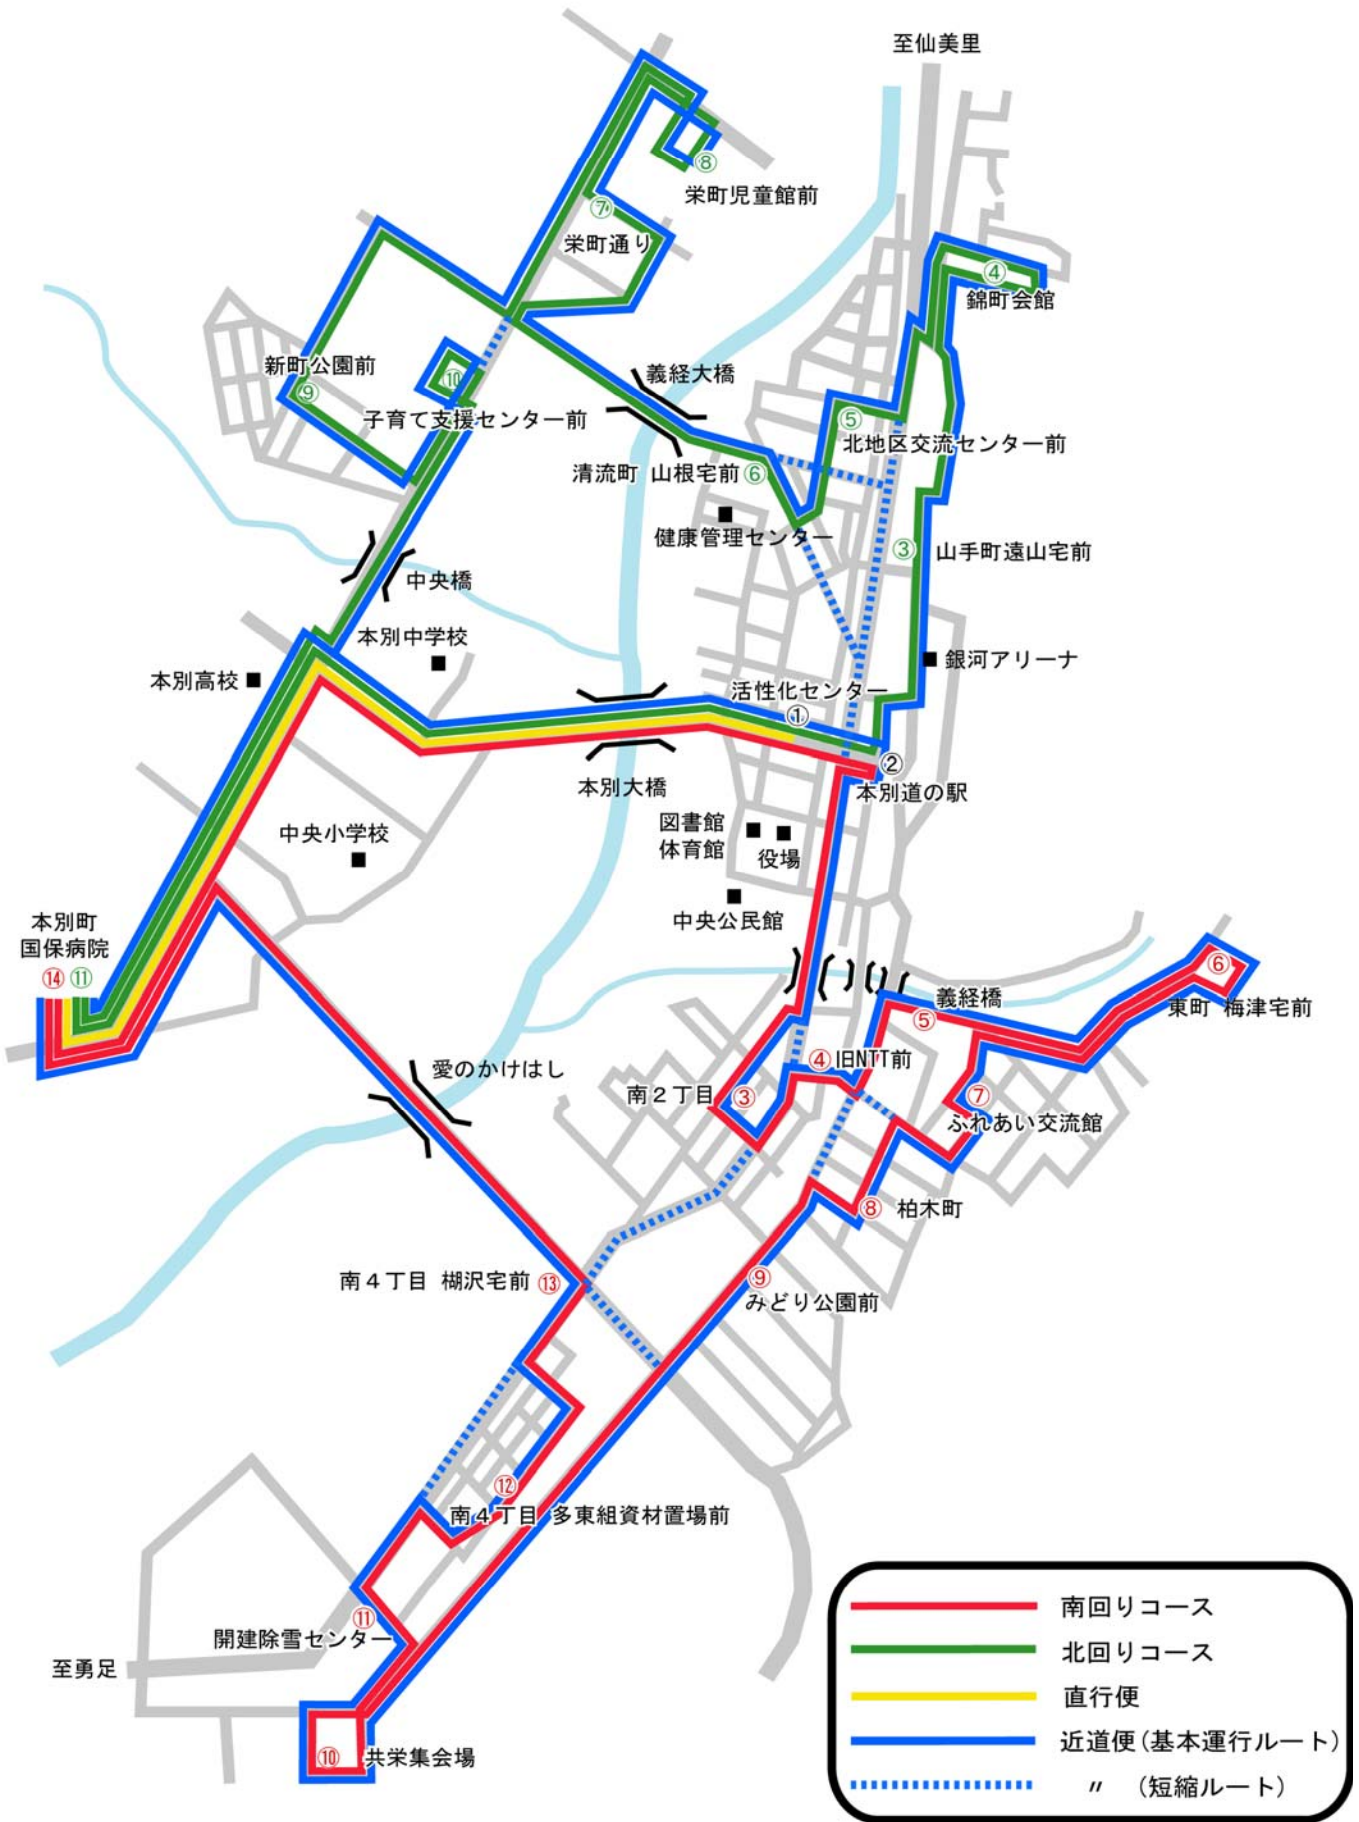 至仙美里
⑧
栄町児童館前
⑦
栄町通り
④
錦町会館
新町公園前
⑨
⑩
子育て支援センター前
義経大橋
⑤
北地区交流センター前
清流町 山根宅前 ⑥
健康管理センター
③ 山手町遠山宅前
中央橋
本別中学校
本別高校
銀河アリーナ
活性化センター
①
②
本別道の駅
本別大橋
図書館
体育館
役場
中央小学校
中央公民館
本別町
国保病院
⑭ ⑪
義経橋
⑤
⑥
東町 梅津宅前
愛のかけはし
④旧NTT前
南2丁目 ③
⑦
ふれあい交流館
⑧ 柏木町
南4丁目 楜沢宅前 ⑬
⑨
みどり公園前
⑫
南4丁目 多東組資材置場前
⑪
開建除雪センター
至勇足
⑩ 共栄集会場
南回りコース
北回りコース
直行便
近道便(基本運行ルート)
〃 (短縮ルート)